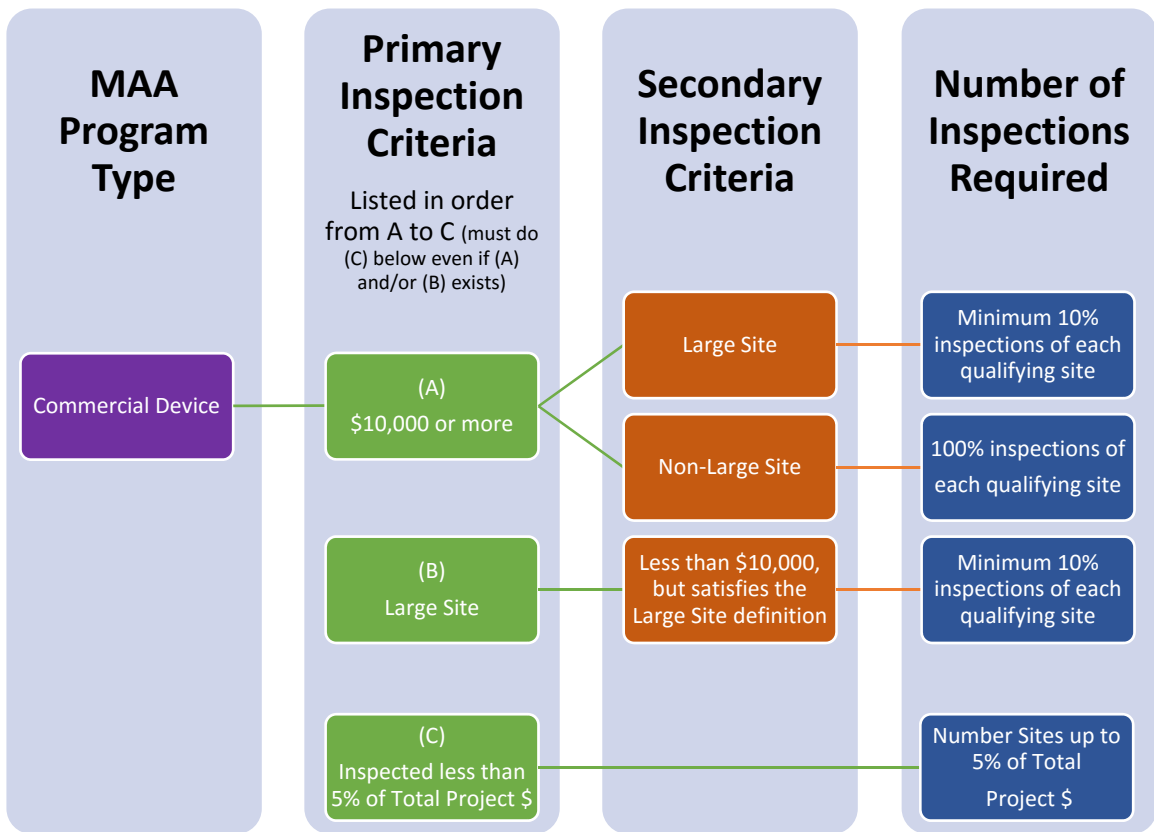 MAA
Program
Type
Primary
Inspection
Criteria
Listed in order
from A to C (must do
(C) below even if (A)
and/or (B) exists)
Secondary
Inspection
Criteria
Number of
Inspections
Required
Commercial Device
(A)
$10,000 or more
Large Site
Minimum 10%
inspections of each
qualifying site
Non-Large Site
100% inspections of
each qualifying site
(B)
Large Site
Less than $10,000,
but satisfies the
Large Site definition
Minimum 10%
inspections of each
qualifying site
(C)
Inspected less than
5% of Total Project $
Number Sites up to
5% of Total
Project $